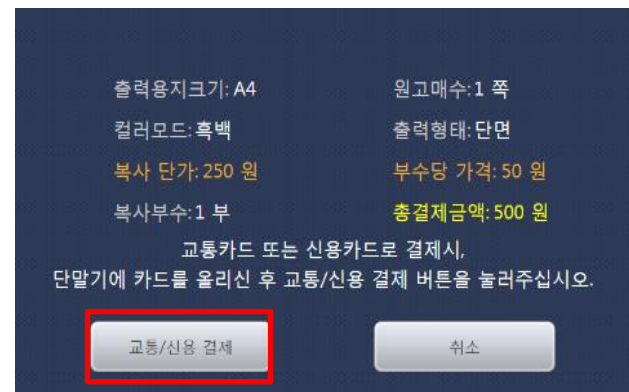 출력용지크기: A4 원고매수:1 쪽
컬러모드:흑백 출력형태:단면
복사 단가:250 원 부수당 가격:50 원
복사부수:1 부 총결제금액:500 원
교통카드 또는 신용카드로 결제시,
단말기에 카드를 올리신 후 교통/신용 결제 버튼을 눌러주십시오.
교통/신용 결제 취소